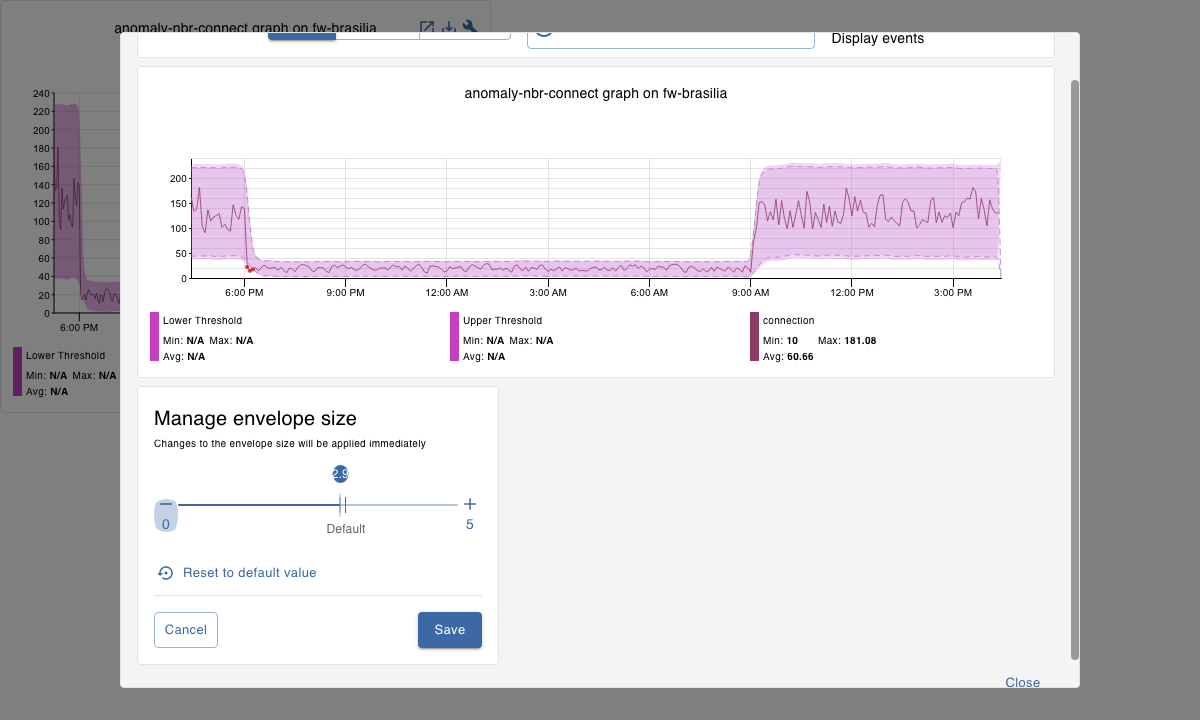 anomaly-nbr-connect graph on fw-brasilia
Display events
anomaly-nbr-connect graph on fw-brasilia
240
220
200
180
160
140
120
100
80
60
40
20
0
6:00 PM
Lower Threshold
Min: N/A Max: N/A
Avg: N/A
200
150
100
50
0
6:00 PM 9:00 PM 12:00 AM 3:00 AM 6:00 AM 9:00 AM 12:00 PM 3:00 PM
Lower Threshold
Min: N/A Max: N/A
Avg: N/A
Upper Threshold
Min: N/A Max: N/A
Avg: N/A
connection
Min: 10 Max: 181.08
Avg: 60.66
Manage envelope size
Changes to the envelope size will be applied immediately
2.9
0
5
Default
Reset to default value
Cancel
Save
Close